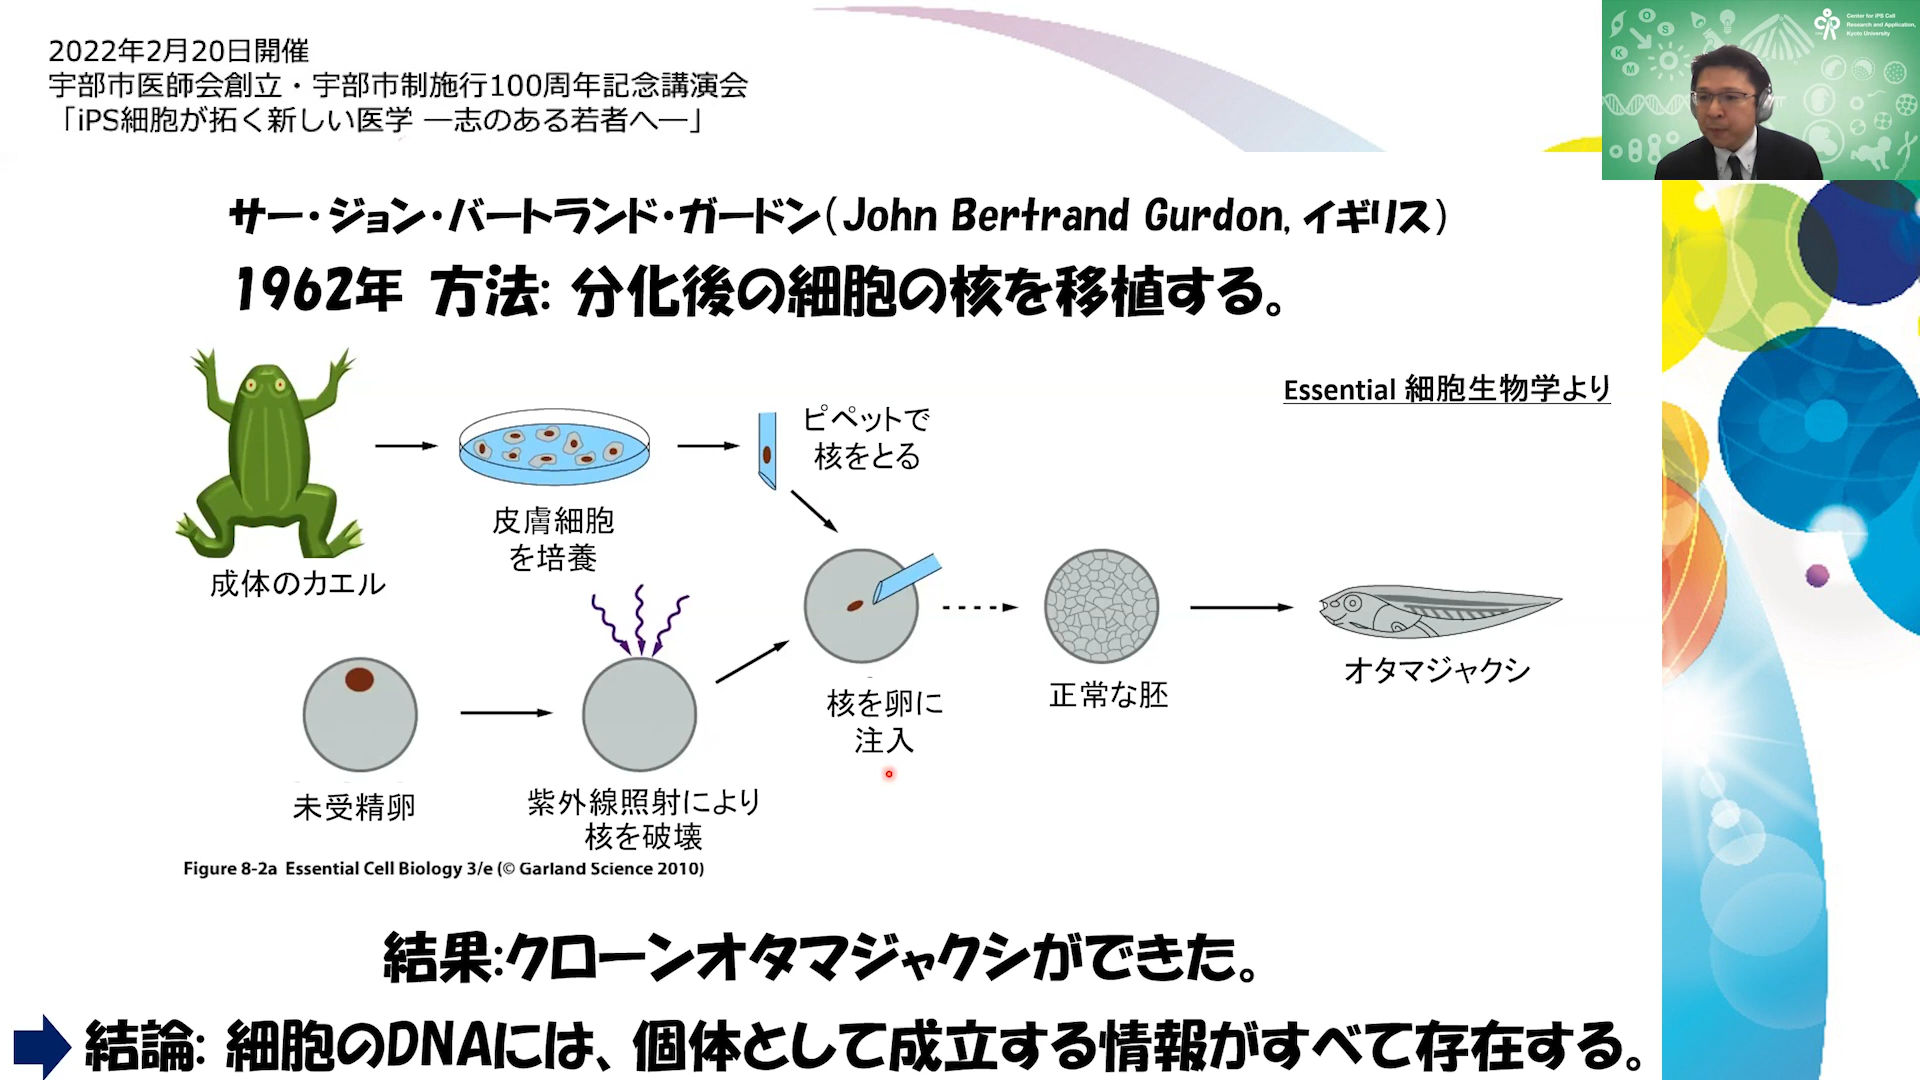 2022年2月20日開催
宇部市医師会創立・宇部市制施行100周年記念講演会
「iPS細胞が拓く新しい医学 ―志のある若者へ―」
Center for iPS Cell
Research and Application,
Kyoto University
サー・ジョン・バートランド・ガードン(John Bertrand Gurdon, イギリス)
1962年 方法: 分化後の細胞の核を移植する。
Essential 細胞生物学より
ピペットで
核をとる
皮膚細胞
を培養
成体のカエル
オタマジャクシ
正常な胚
核を卵に
注入
未受精卵
紫外線照射により
核を破壊
Figure 8-2a Essential Cell Biology 3/e (© Garland Science 2010)
結果:クローンオタマジャクシができた。
結論: 細胞のDNAには、個体として成立する情報がすべて存在する。